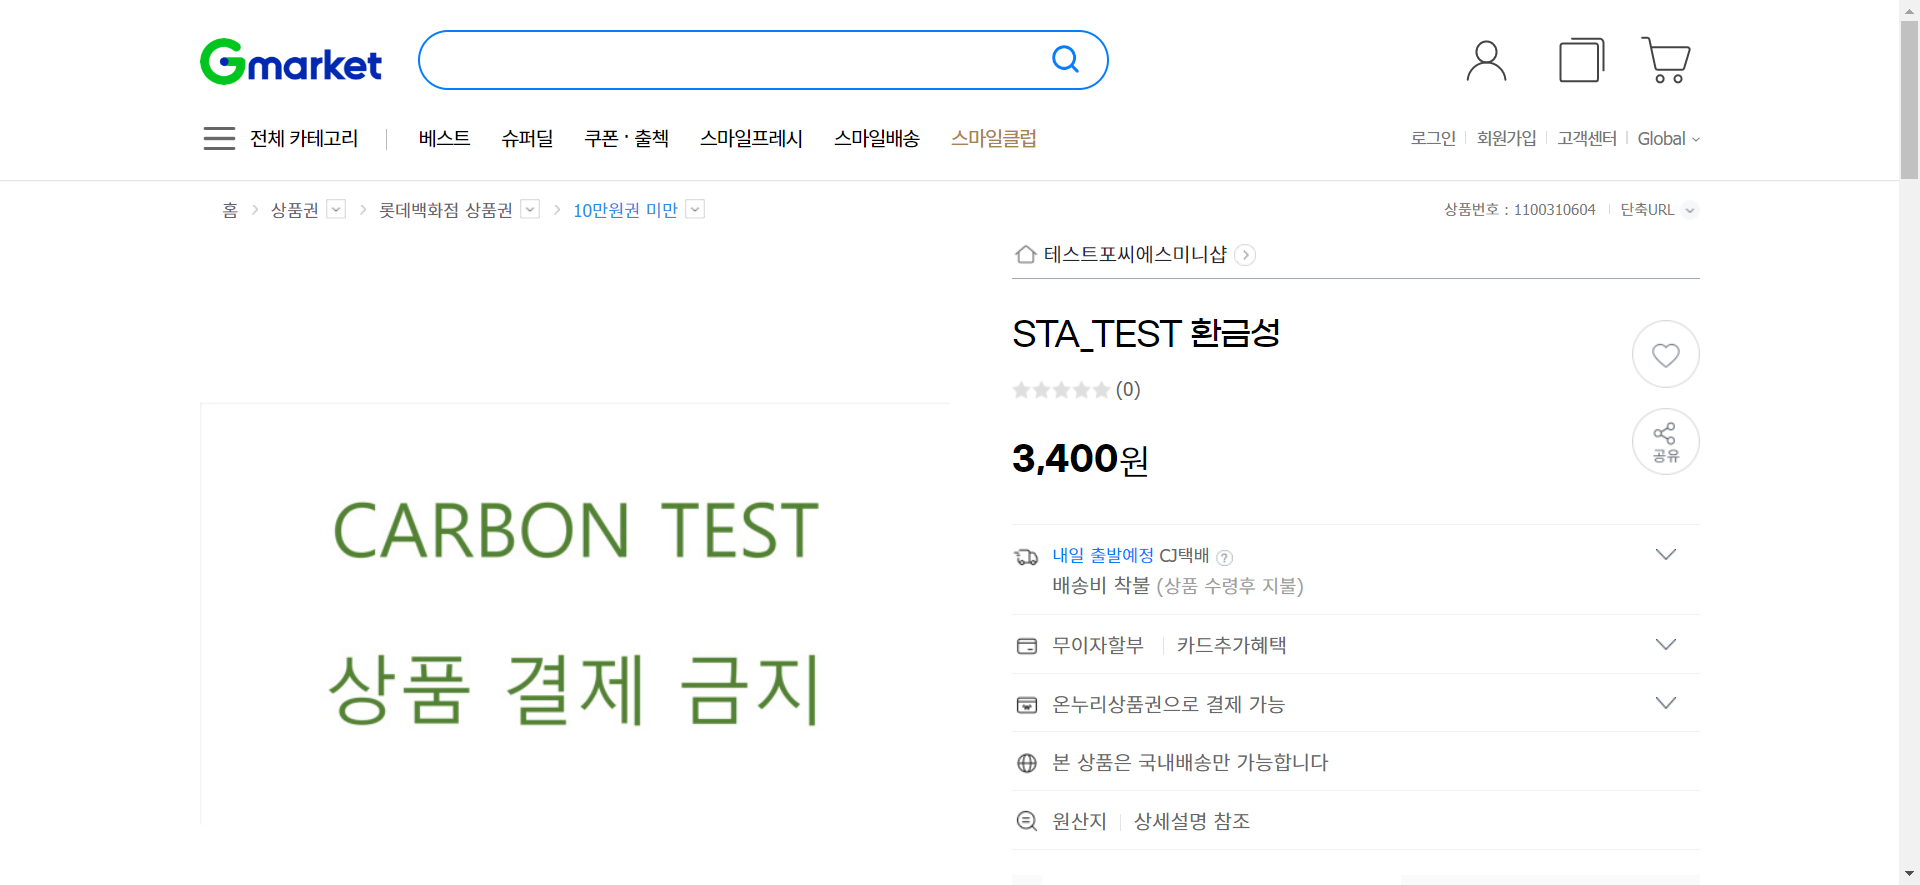 Gmarket
전체 카테고리
베스트 슈퍼딜 쿠폰 · 출첵 스마일프레시 스마일배송 스마일클럽
로그인 회원가입 고객센터 Global
홈 > 상품권 > 롯데백화점 상품권 > 10만원권 미만
상품번호 : 1100310604 단축URL
테스트포씨에스미니샵
STA_TEST 환금성
(0)
3,400원
공유
CARBON TEST
상품 결제 금지
내일 출발예정 CJ택배 ?
배송비 착불 (상품 수령후 지불)
무이자할부 카드추가혜택
온누리상품권으로 결제 가능
본 상품은 국내배송만 가능합니다
원산지 상세설명 참조